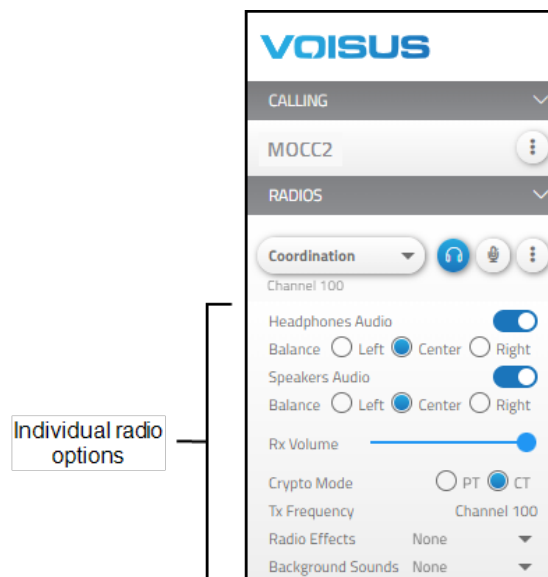 VOISUS
CALLING
MOCC2
RADIOS
Coordination
Channel 100
Headphones Audio
Balance Left Center Right
Speakers Audio
Balance Left Center Right
Individual radio
options
Rx Volume
Crypto Mode PT CT
Tx Frequency Channel 100
Radio Effects None
Background Sounds None